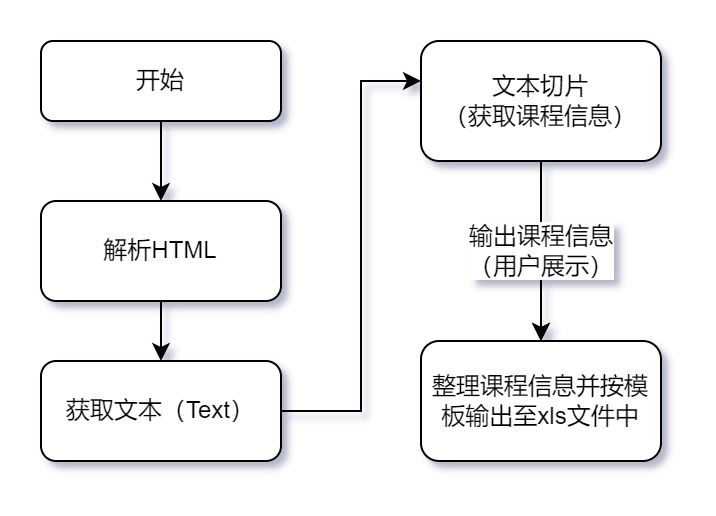 开始
解析HTML
获取文本（Text）
文本切片
（获取课程信息）
输出课程信息
（用户展示）
整理课程信息并按模
板输出至xls文件中